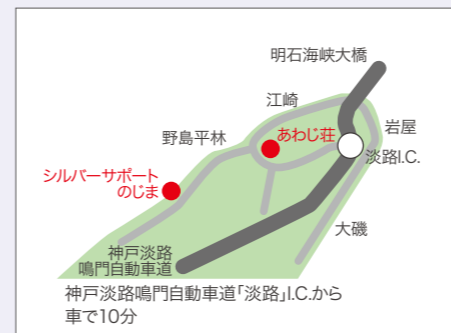 明石海峡大橋
江崎
岩屋
野島平林
あわじ荘
淡路I.C.
シルバーサポート
のじま
大磯
神戸淡路
鳴門自動車道
神戸淡路鳴門自動車道「淡路」I.C.から
車で10分